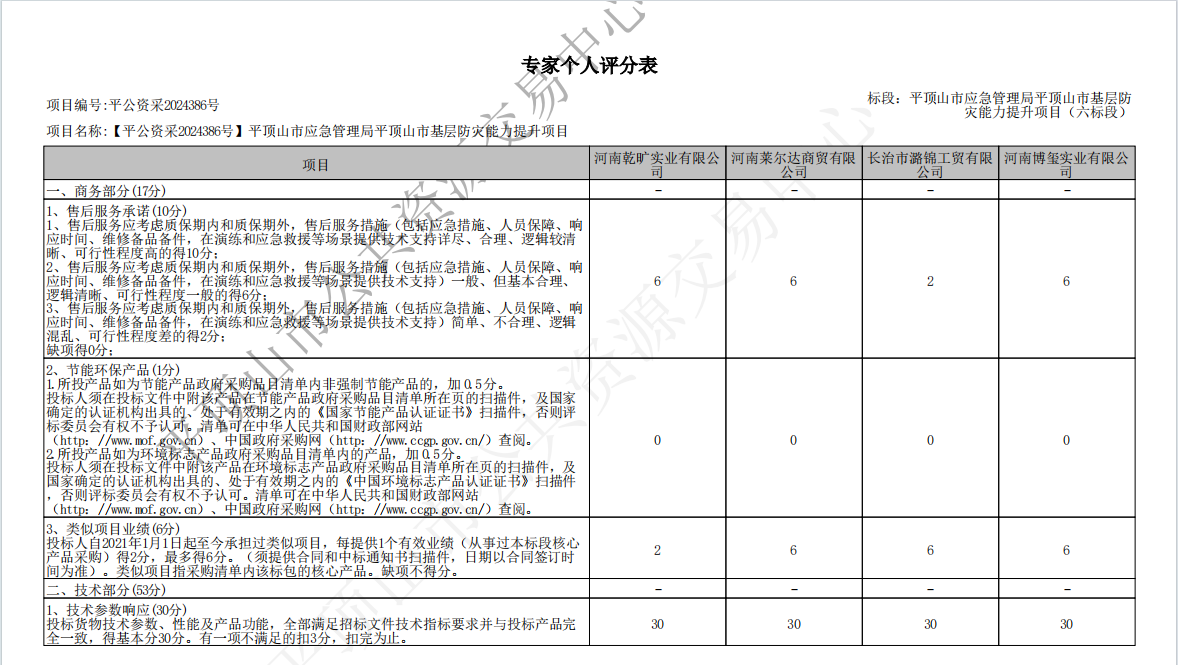 专家个人评分表
项目编号:平公资采2024386号
标段：平顶山市应急管理局平顶山市基层防
灾能力提升项目（六标段）
项目名称:【平公资采2024386号】平顶山市应急管理局平顶山市基层防灾能力提升项目
项目
河南乾旷实业有限公
司
河南莱尔达商贸有限
公司
长治市潞锦工贸有限
公司
河南博玺实业有限公
司
一、商务部分(17分)
-
-
-
-
1、售后服务承诺(10分)
1、售后服务应考虑质保期内和质保期外，售后服务措施（包括应急措施、人员保障、响
应时间、维修备品备件，在演练和应急救援等场景提供技术支持详尽、合理、逻辑较清
晰、可行性程度高的得10分；
2、售后服务应考虑质保期内和质保期外，售后服务措施（包括应急措施、人员保障、响
应时间、维修备品备件，在演练和应急救援等场景提供技术支持）一般、但基本合理、
逻辑清晰、可行性程度一般的得6分；
3、售后服务应考虑质保期内和质保期外，售后服务措施（包括应急措施、人员保障、响
应时间、维修备品备件，在演练和应急救援等场景提供技术支持）简单、不合理、逻辑
混乱、可行性程度差的得2分；
缺项得0分；
6
6
2
6
2、节能环保产品(1分)
1.所投产品如为节能产品政府采购品目清单内非强制节能产品的，加0.5分。
投标人须在投标文件中附该产品在节能产品政府采购品目清单所在页的扫描件，及国家
确定的认证机构出具的、处于有效期之内的《国家节能产品认证证书》扫描件，否则评
标委员会有权不予认可。清单可在中华人民共和国财政部网站
（http：//www.mof.gov.cn）、中国政府采购网（http：//www.ccgp.gov.cn/）查阅。
2.所投产品如为环境标志产品政府采购品目清单内的产品，加0.5分。
投标人须在投标文件中附该产品在环境标志产品政府采购品目清单所在页的扫描件，及
国家确定的认证机构出具的、处于有效期之内的《中国环境标志产品认证证书》扫描件
，否则评标委员会有权不予认可。清单可在中华人民共和国财政部网站
（http：//www.mof.gov.cn）、中国政府采购网（http：//www.ccgp.gov.cn/）查阅。
0
0
0
0
3、类似项目业绩(6分)
投标人自2021年1月1日起至今承担过类似项目，每提供1个有效业绩（从事过本标段核心
产品采购）得2分，最多得6分。（须提供合同和中标通知书扫描件，日期以合同签订时
间为准）。类似项目指采购清单内该标包的核心产品。缺项不得分。
2
6
6
6
二、技术部分(53分)
-
-
-
-
1、技术参数响应(30分)
投标货物技术参数、性能及产品功能，全部满足招标文件技术指标要求并与投标产品完
全一致，得基本分30分。有一项不满足的扣3分，扣完为止。
30
30
30
30
平顶山市公共资源交易中心
平顶山市公共资源交易中心